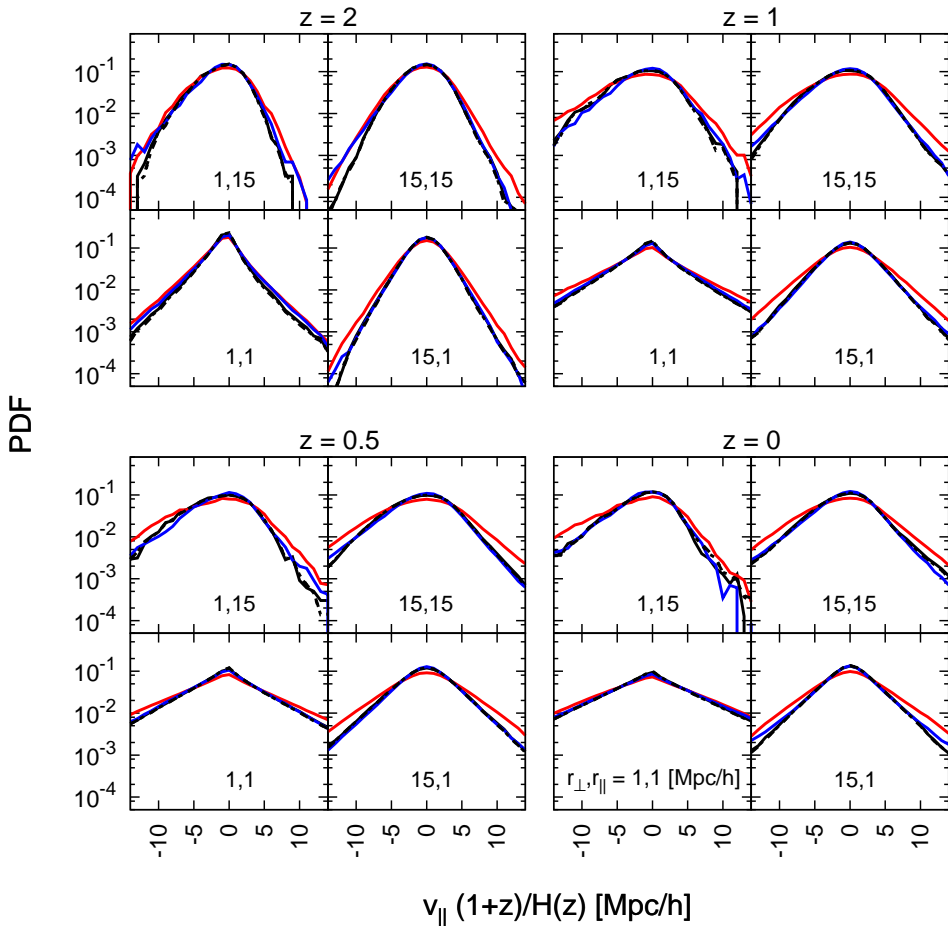 z = 2 z = 1
10⁻¹
10⁻²
10⁻³
10⁻⁴
1,15 15,15 1,15 15,15
10⁻¹
10⁻²
10⁻³
10⁻⁴
1,1 15,1 1,1 15,1
PDF
z = 0.5 z = 0
10⁻¹
10⁻²
10⁻³
10⁻⁴
1,15 15,15 1,15 15,15
10⁻¹
10⁻²
10⁻³
10⁻⁴
1,1 15,1 r⊥,r|| = 1,1 [Mpc/h] 15,1
-10 -5 0 5 10 -10 -5 0 5 10 -10 -5 0 5 10 -10 -5 0 5 10
v|| (1+z)/H(z) [Mpc/h]